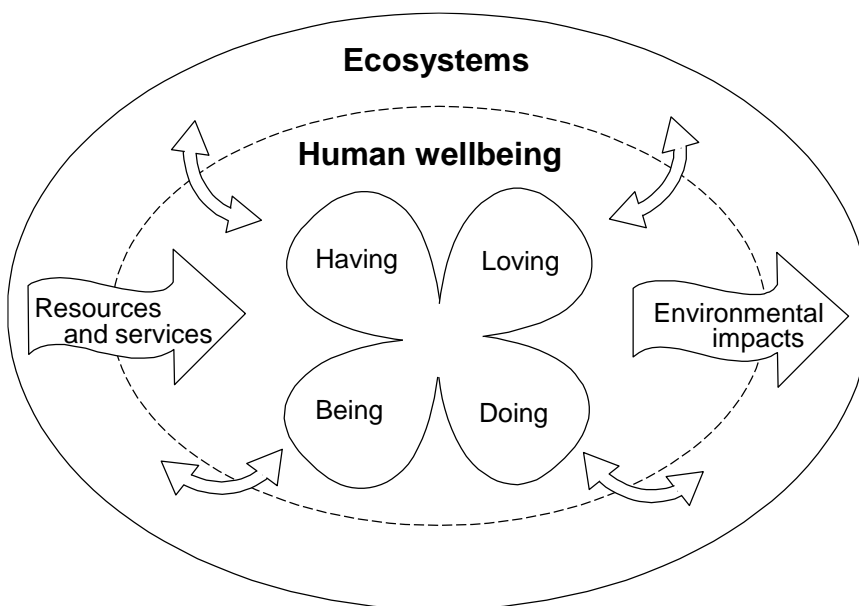 Ecosystems
Human wellbeing
Having
Loving
Resources
and services
Environmental
impacts
Being
Doing